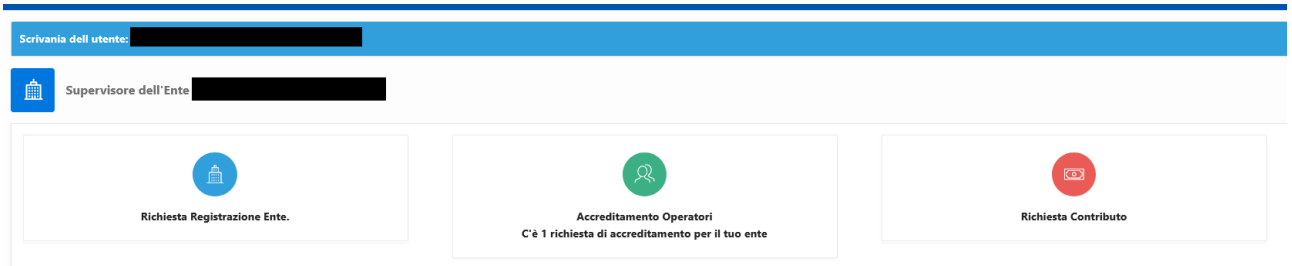 Scrivania dell utente:
Supervisore dell'Ente
Richiesta Registrazione Ente.
Accreditamento Operatori
C'è 1 richiesta di accreditamento per il tuo ente
Richiesta Contributo